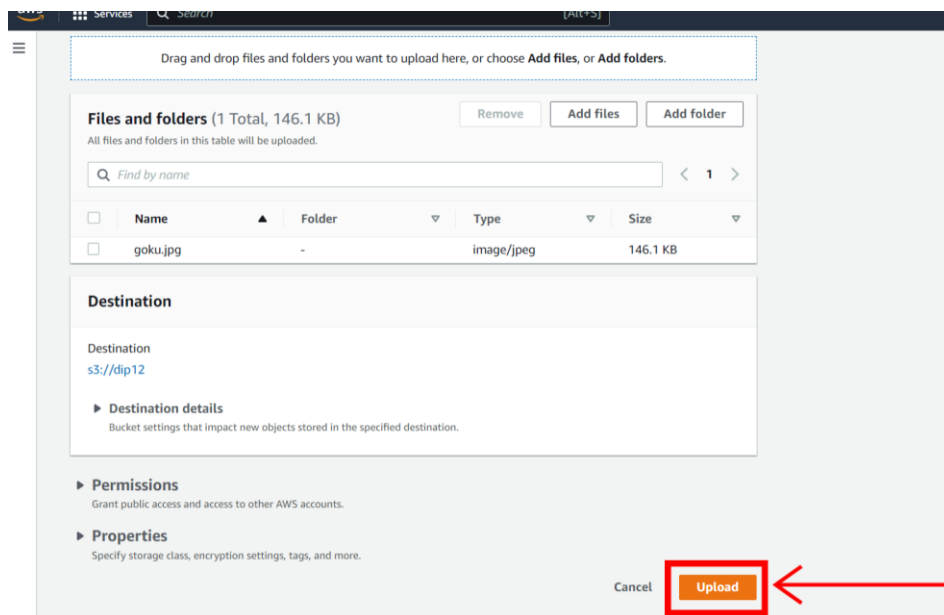 aws
Services
Search
[Alt+S]
Drag and drop files and folders you want to upload here, or choose Add files, or Add folders.
Files and folders (1 Total, 146.1 KB)
Remove
Add files
Add folder
All files and folders in this table will be uploaded.
Find by name
1
Name Folder Type Size
goku.jpg - image/jpeg 146.1 KB
Destination
Destination
s3://dip12
Destination details
Bucket settings that impact new objects stored in the specified destination.
Permissions
Grant public access and access to other AWS accounts.
Properties
Specify storage class, encryption settings, tags, and more.
Cancel
Upload